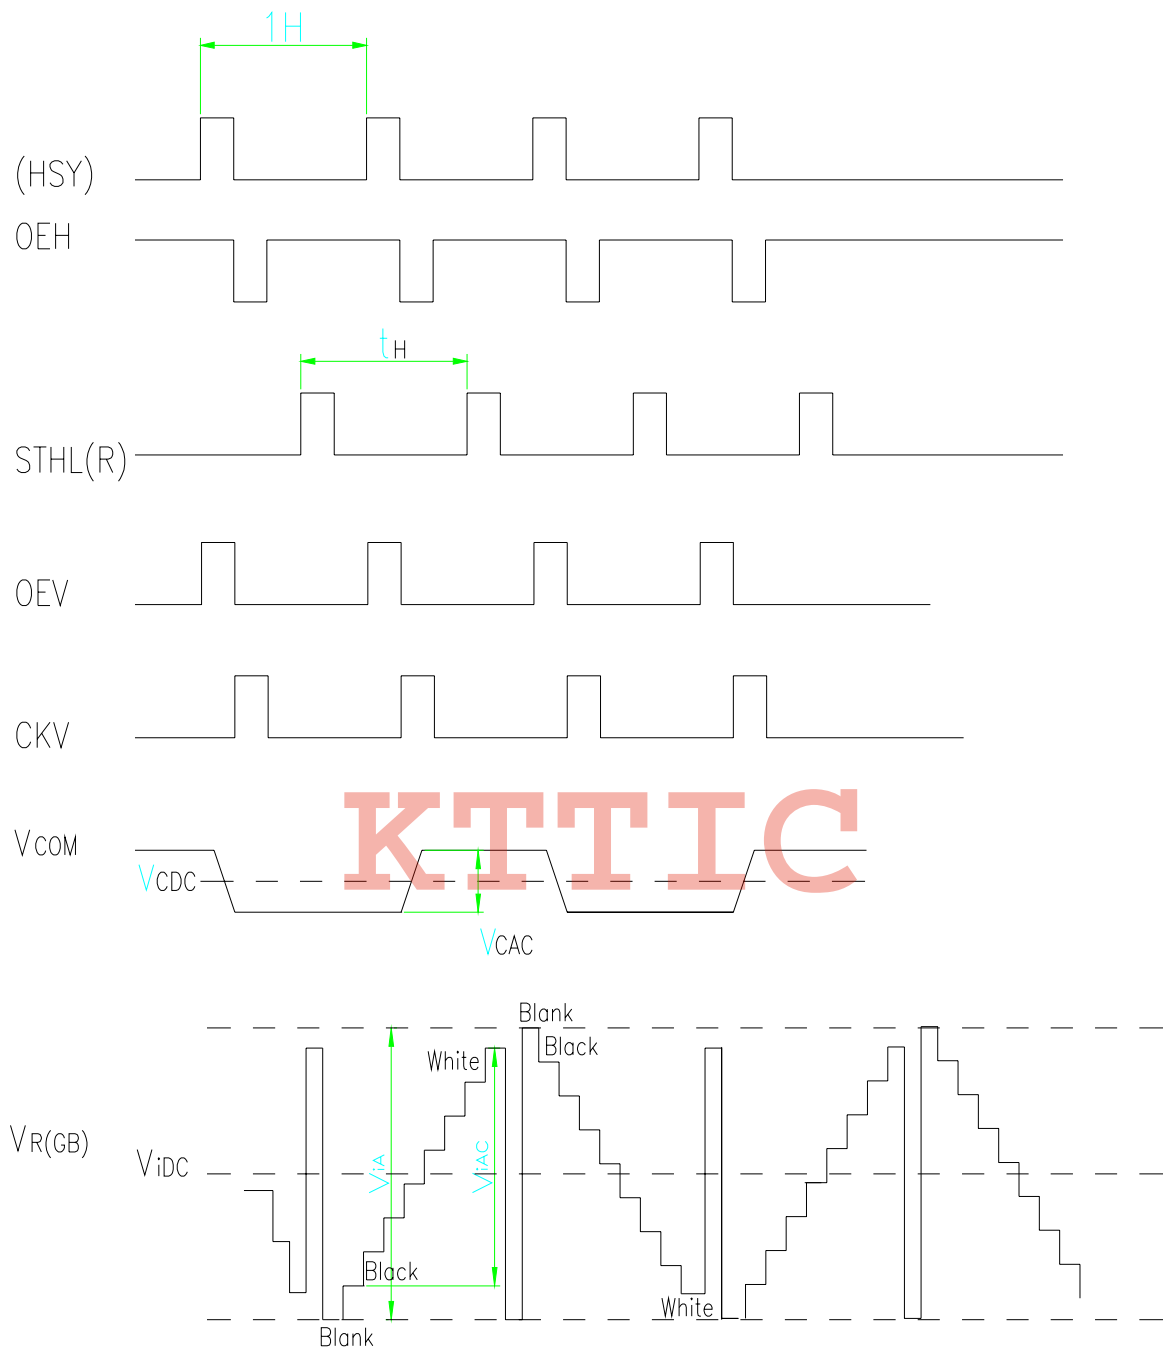 1H
(HSY)
OEH
tH
STHL(R)
OEV
CKV
VCOM
VCDC
VCAC
KTTIC
Blank
White
Black
VR(GB)
ViDC
ViA
ViAC
Black
White
Blank